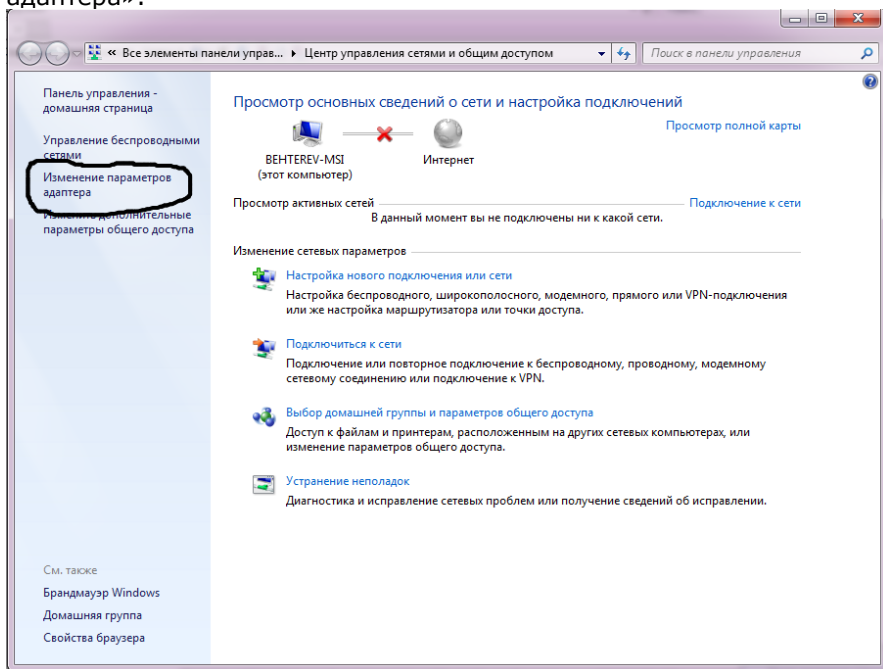 адаптера».
« Все элементы панели управ... ▸ Центр управления сетями и общим доступом
Поиск в панели управления
Панель управления -
домашняя страница
Управление беспроводными
сетями
Изменение параметров
адаптера
Изменить дополнительные
параметры общего доступа
См. также
Брандмауэр Windows
Домашняя группа
Свойства браузера
Просмотр основных сведений о сети и настройка подключений
Просмотр полной карты
BEHTEREV-MSI
(этот компьютер)
Интернет
Просмотр активных сетей
Подключение к сети
В данный момент вы не подключены ни к какой сети.
Изменение сетевых параметров
Настройка нового подключения или сети
Настройка беспроводного, широкополосного, модемного, прямого или VPN-подключения
или же настройка маршрутизатора или точки доступа.
Подключиться к сети
Подключение или повторное подключение к беспроводному, проводному, модемному
сетевому соединению или подключение к VPN.
Выбор домашней группы и параметров общего доступа
Доступ к файлам и принтерам, расположенным на других сетевых компьютерах, или
изменение параметров общего доступа.
Устранение неполадок
Диагностика и исправление сетевых проблем или получение сведений об исправлении.